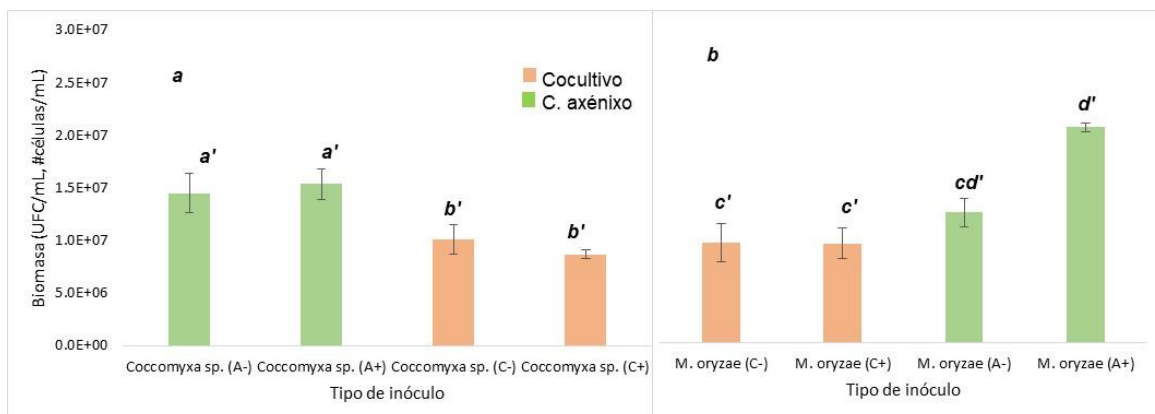 3.0E+07
2.5E+07
2.0E+07
1.5E+07
1.0E+07
5.0E+06
0.0E+00
Biomasa (UFC/mL, #células/mL)
a
a'
a'
b'
b'
Cocultivo
C. axénixo
Coccomyxa sp. (A-) Coccomyxa sp. (A+) Coccomyxa sp. (C-) Coccomyxa sp. (C+)
Tipo de inóculo
b
c'
c'
cd'
d'
M. oryzae (C-) M. oryzae (C+) M. oryzae (A-) M. oryzae (A+)
Tipo de inóculo